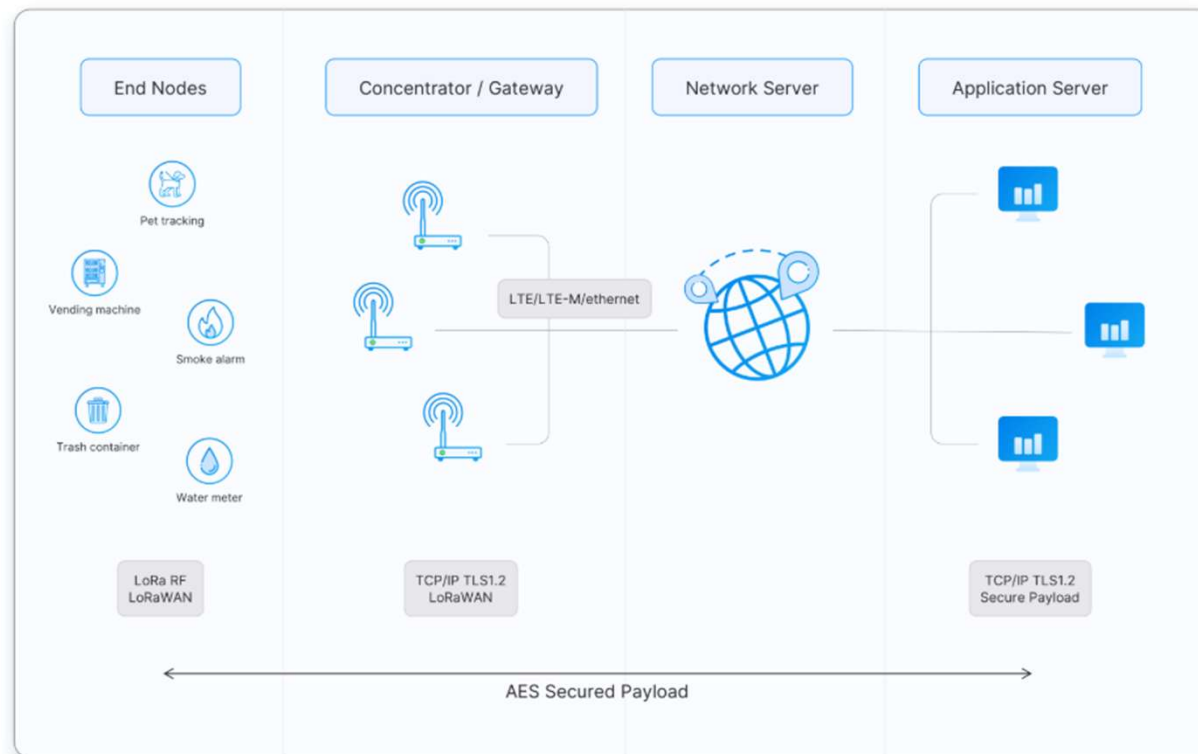 End Nodes
Concentrator / Gateway
Network Server
Application Server
Pet tracking
Vending machine
Smoke alarm
Trash container
Water meter
LTE/LTE-M/ethernet
LoRa RF
LoRaWAN
TCP/IP TLS1.2
LoRaWAN
TCP/IP TLS1.2
Secure Payload
AES Secured Payload